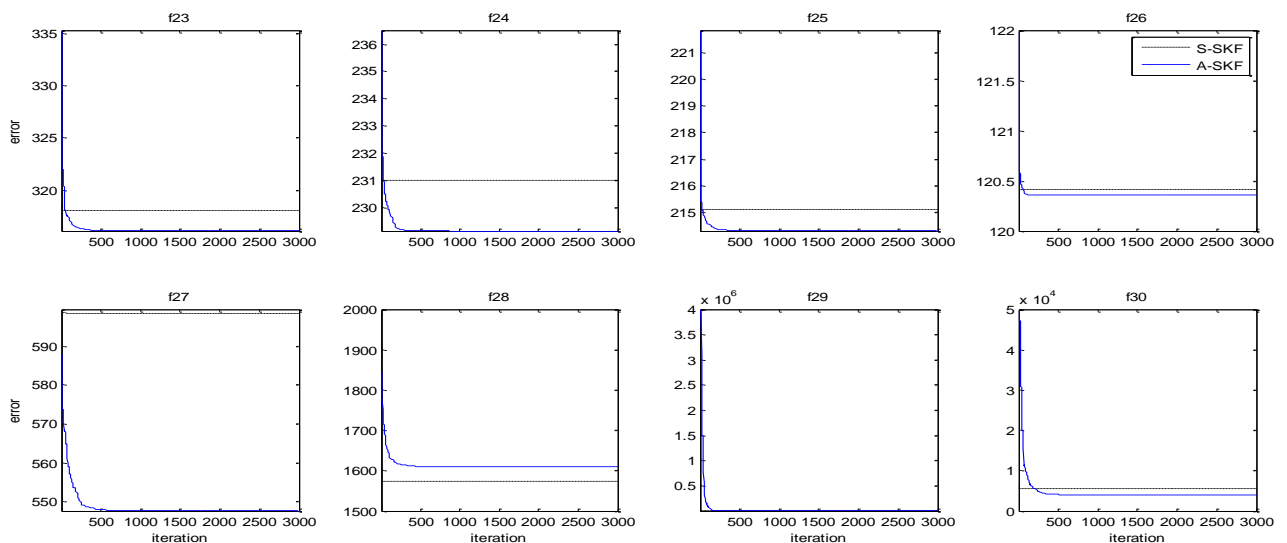 f23 f24 f25 f26
335
330
325
320
error
500 1000 1500 2000 2500 3000
236
235
234
233
232
231
230
500 1000 1500 2000 2500 3000
221
220
219
218
217
216
215
500 1000 1500 2000 2500 3000
122
121.5
121
120.5
120
500 1000 1500 2000 2500 3000
S-SKF
A-SKF
f27 f28 f29 f30
590
580
570
560
550
error
500 1000 1500 2000 2500 3000
iteration
2000
1900
1800
1700
1600
1500
500 1000 1500 2000 2500 3000
iteration
x 10^6
4
3.5
3
2.5
2
1.5
1
0.5
500 1000 1500 2000 2500 3000
iteration
x 10^4
5
4
3
2
1
0
500 1000 1500 2000 2500 3000
iteration